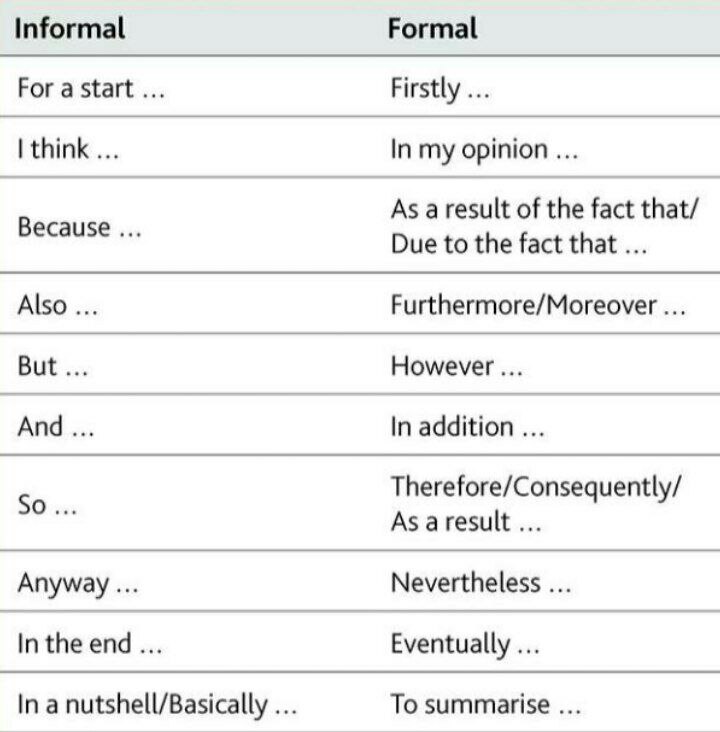 Informal Formal
For a start ... Firstly ...
I think ... In my opinion ...
Because ... As a result of the fact that/
Due to the fact that ...
Also ... Furthermore/Moreover ...
But ... However ...
And ... In addition ...
So ... Therefore/Consequently/
As a result ...
Anyway ... Nevertheless ...
In the end ... Eventually ...
In a nutshell/Basically ... To summarise ...